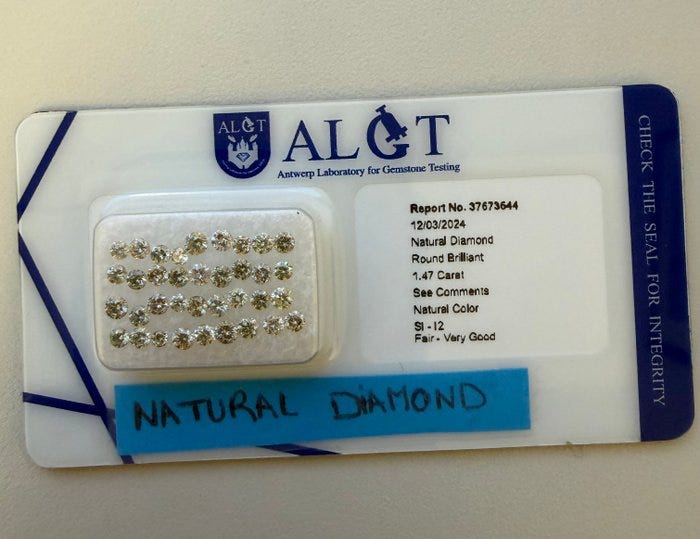 ALGT
ALGT
Antwerp Laboratory for Gemstone Testing
Report No. 37673644
12/03/2024
Natural Diamond
Round Brilliant
1.47 Carat
See Comments
Natural Color
SI - I2
Fair - Very Good
CHECK THE SEAL FOR INTEGRITY
NATURAL DIAMOND